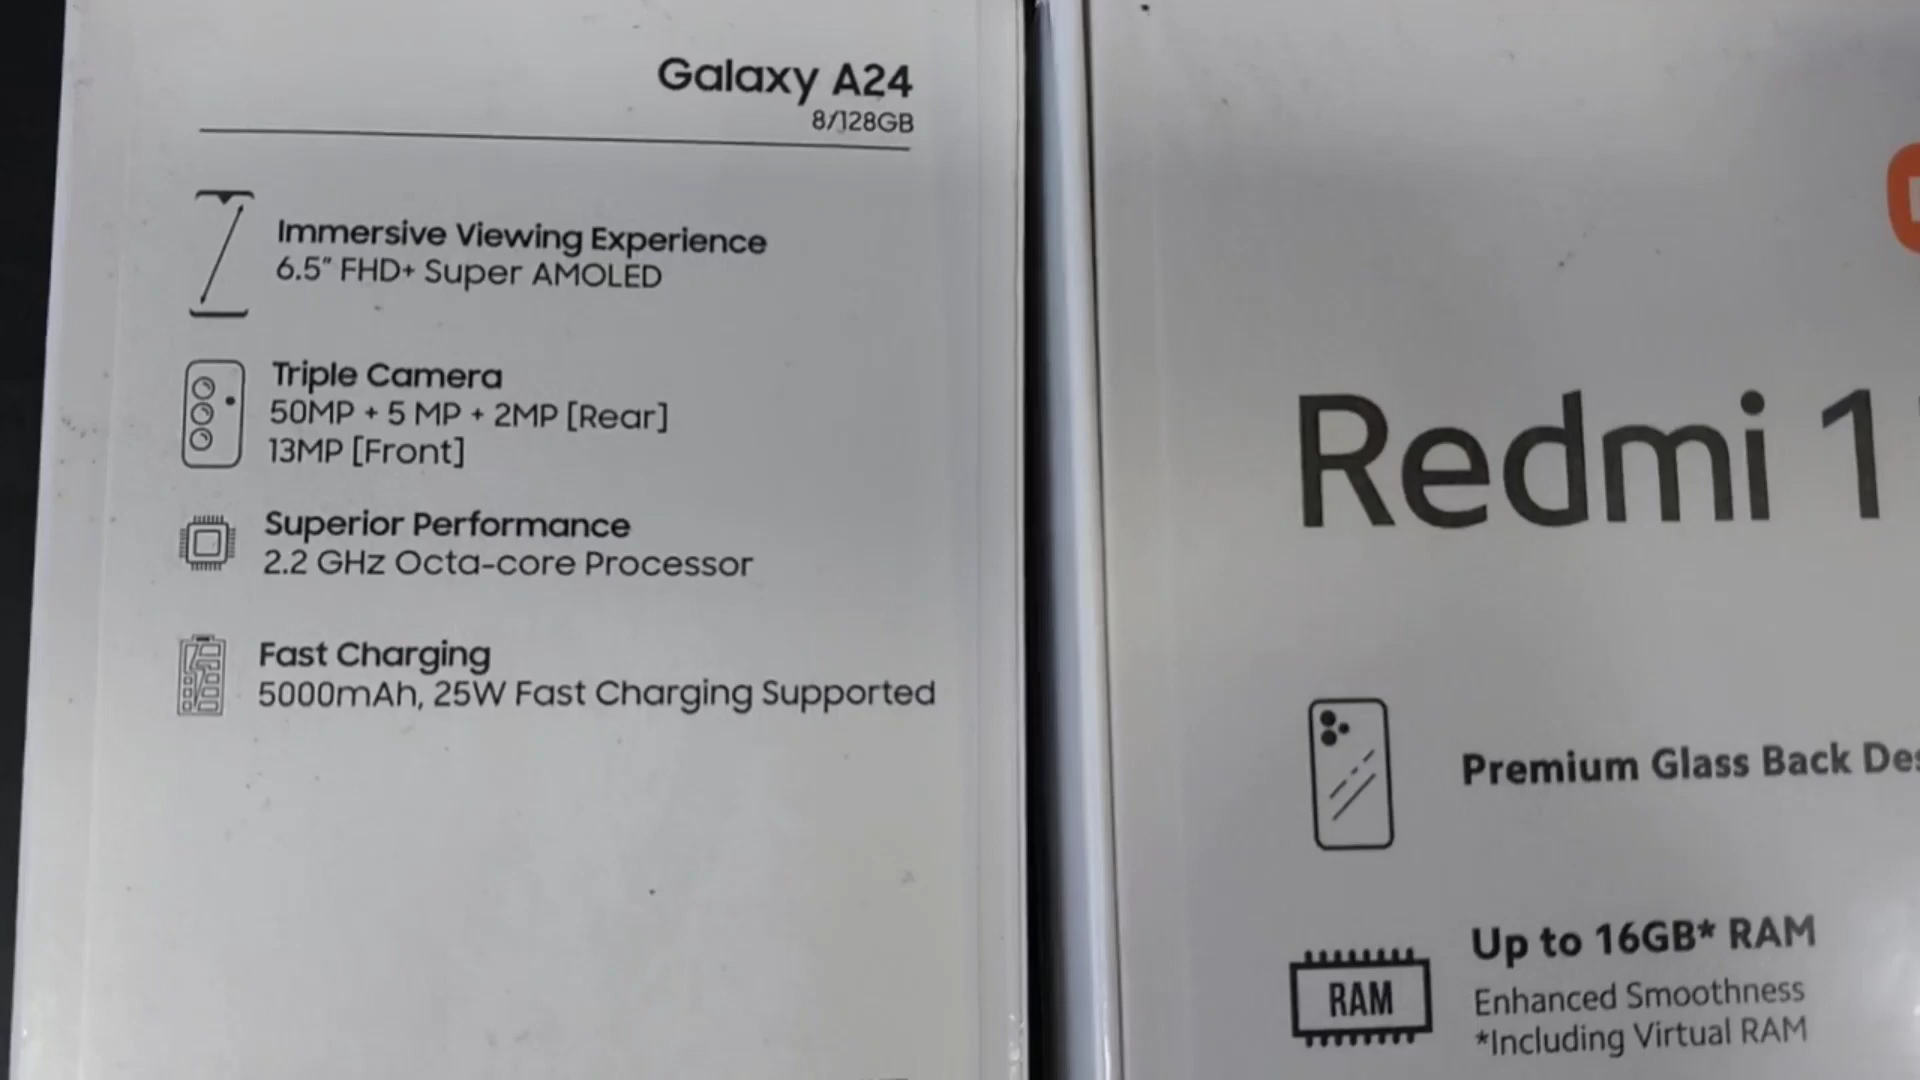 Galaxy A24
8/128GB
Immersive Viewing Experience
6.5" FHD+ Super AMOLED
Triple Camera
50MP + 5 MP + 2MP [Rear]
13MP [Front]
Superior Performance
2.2 GHz Octa-core Processor
Fast Charging
5000mAh, 25W Fast Charging Supported
Redmi 1
Premium Glass Back
Up to 16GB* RAM
RAM
Enhanced Smoothness
*Including Virtual RAM